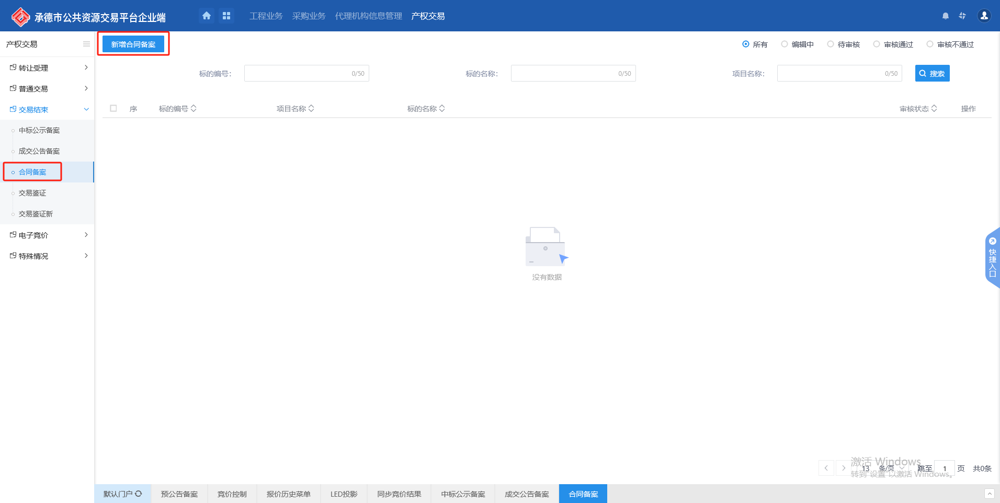 承德市公共资源交易平台企业端 工程业务 采购业务 代理机构信息管理 产权交易
产权交易 新增合同备案 所有 编辑中 待审核 审核通过 审核不通过
转让受理
普通交易
交易结束
中标公示备案
成交公告备案
合同备案
交易鉴证
交易鉴证新
电子竞价
特殊情况
标的编号： 0/50 标的名称： 0/50 项目名称： 0/50 搜索
序 标的编号 项目名称 标的名称 审核状态 操作
没有数据
快捷入口
13 条/页 跳至 1 页 共0条
激活 Windows
转到"设置"以激活 Windows。
默认门户 预公告备案 竞价控制 报价历史菜单 LED投影 同步竞价结果 中标公示备案 成交公告备案 合同备案